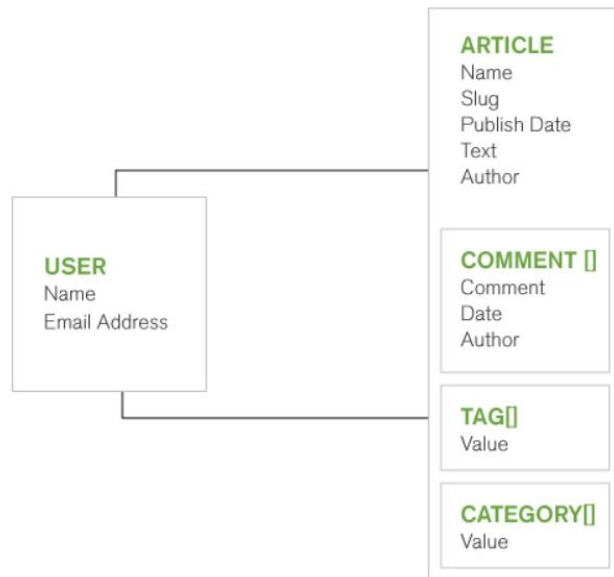 ARTICLE
Name
Slug
Publish Date
Text
Author
USER
Name
Email Address
COMMENT []
Comment
Date
Author
TAG[]
Value
CATEGORY[]
Value